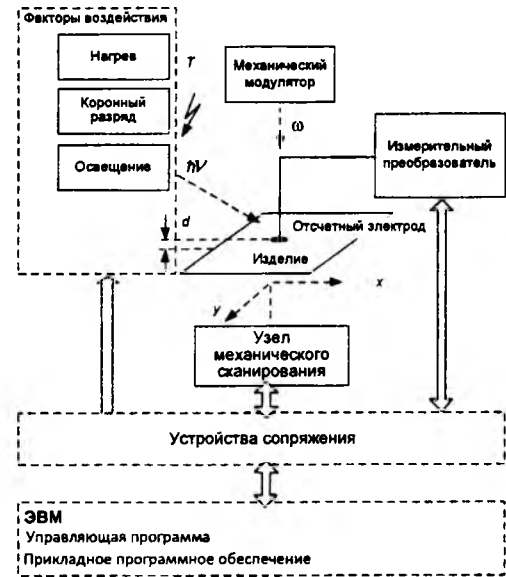 Факторы воздействия
Нагрев
T
Механический
модулятор
Коронный
разряд
ω
Измерительный
преобразователь
Освещение
ħν
d
Отсчетный электрод
Изделие
x
y
Узел
механического
сканирования
Устройства сопряжения
ЭВМ
Управляющая программа
Прикладное программное обеспечение